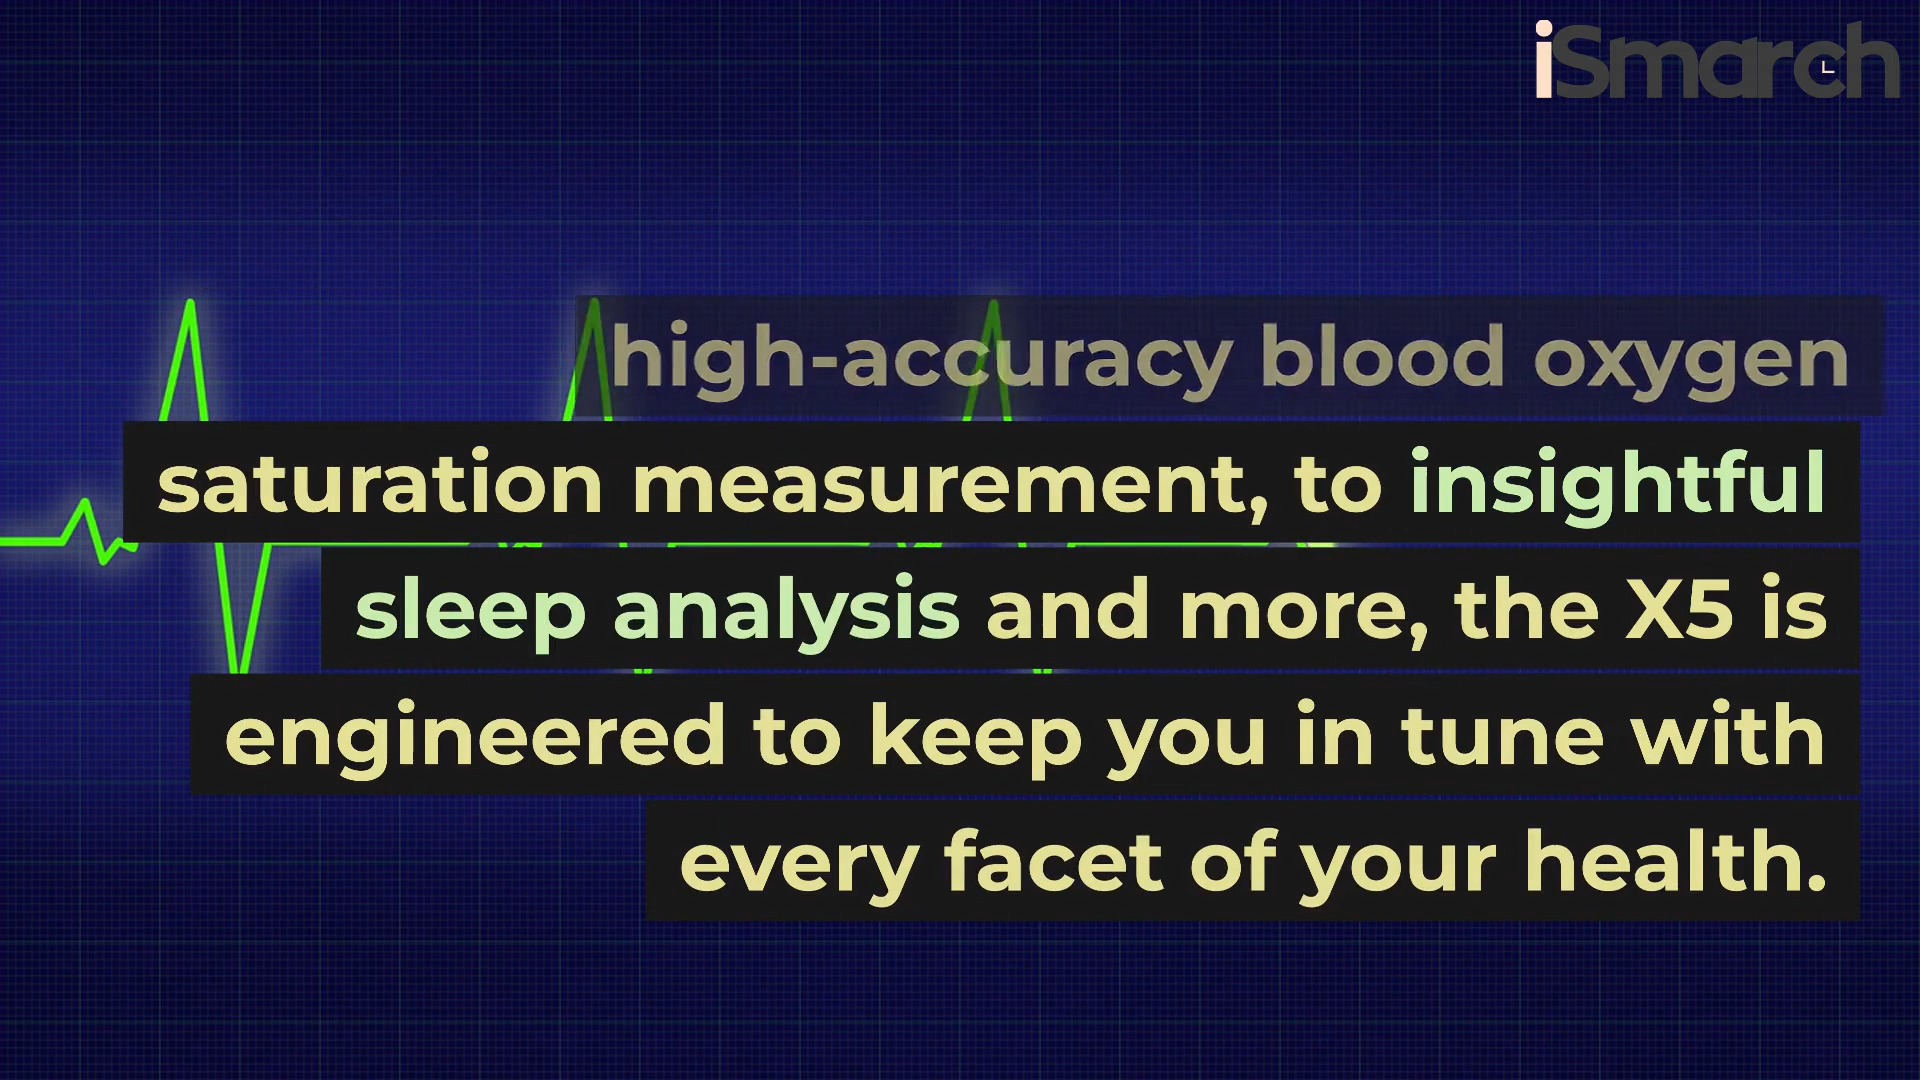 iSmarch
high-accuracy blood oxygen
saturation measurement, to insightful
sleep analysis and more, the X5 is
engineered to keep you in tune with
every facet of your health.